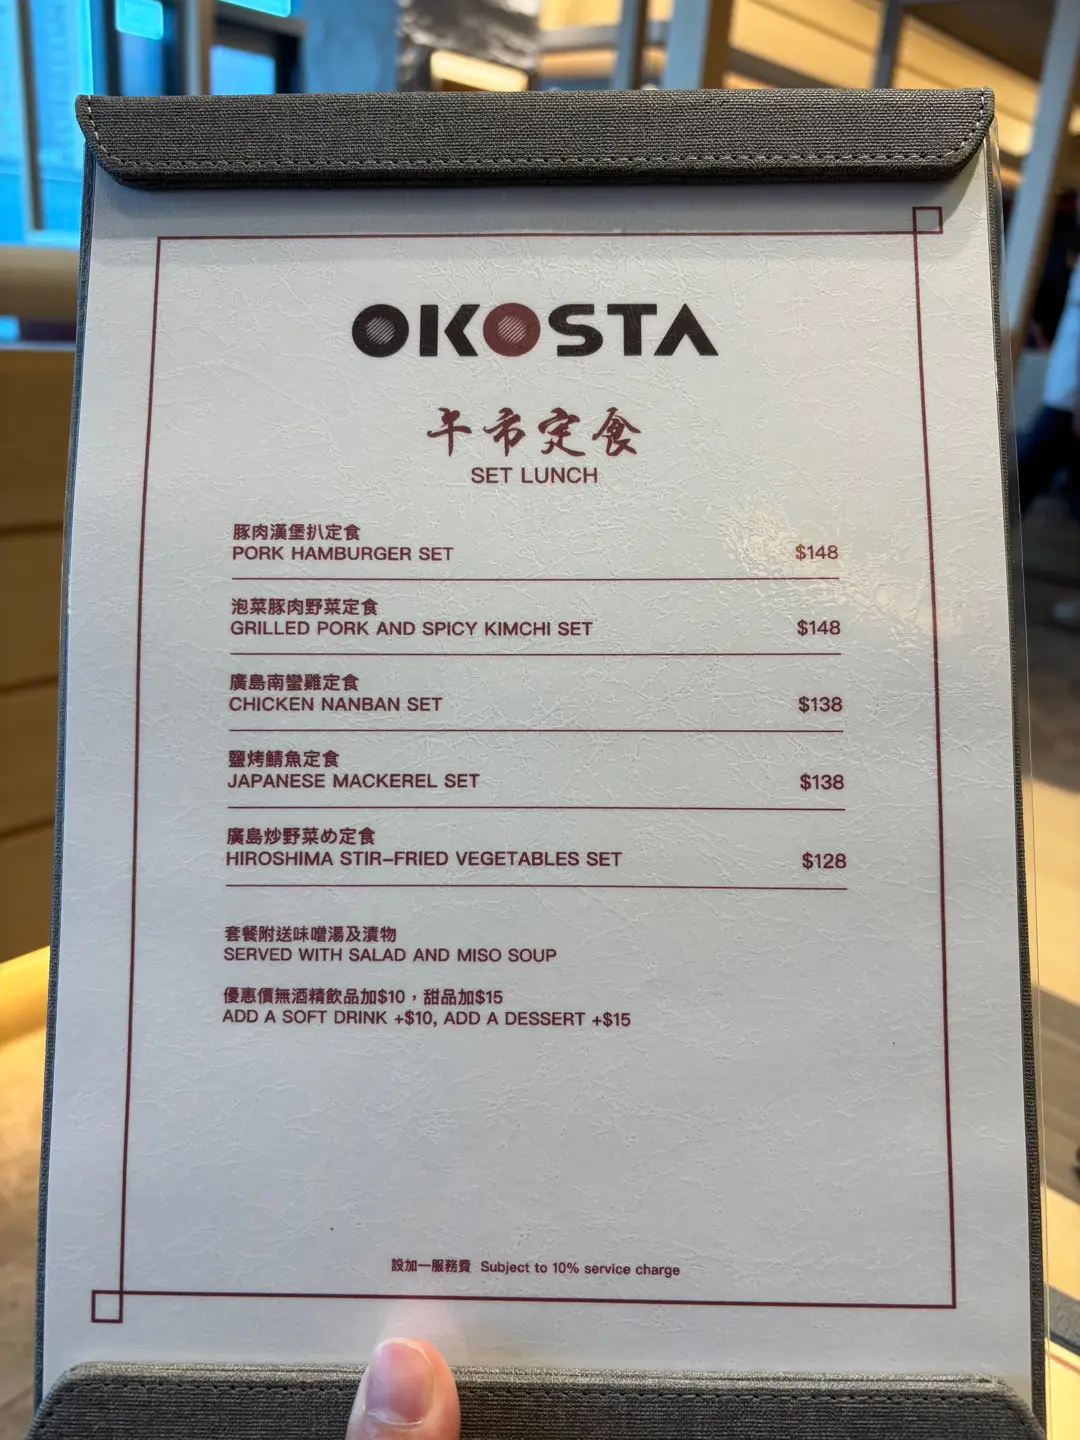 OKOSTA
午市定食
SET LUNCH
豚肉漢堡扒定食
PORK HAMBURGER SET $148
泡菜豚肉野菜定食
GRILLED PORK AND SPICY KIMCHI SET $148
廣島南蠻雞定食
CHICKEN NANBAN SET $138
鹽烤鯖魚定食
JAPANESE MACKEREL SET $138
廣島炒野菜め定食
HIROSHIMA STIR-FRIED VEGETABLES SET $128
套餐附送味噌湯及漬物
SERVED WITH SALAD AND MISO SOUP
優惠價無酒精飲品加$10，甜品加$15
ADD A SOFT DRINK +$10, ADD A DESSERT +$15
設加一服務費 Subject to 10% service charge